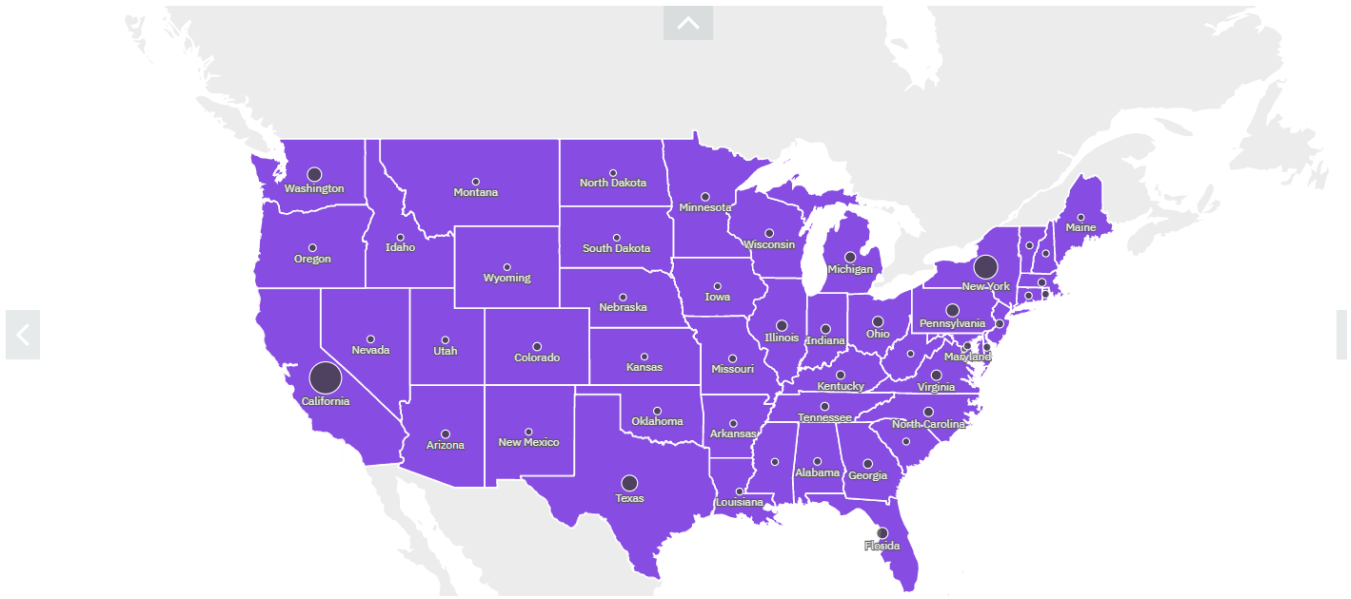 Washington
Montana
North Dakota
Minnesota
Maine
Oregon
Idaho
South Dakota
Wisconsin
Michigan
Wyoming
New York
Nebraska
Iowa
Pennsylvania
Nevada
Utah
Colorado
Illinois
Indiana
Ohio
Kansas
Missouri
Maryland
California
Kentucky
Virginia
Oklahoma
Tennessee
North Carolina
Arizona
New Mexico
Arkansas
Alabama
Georgia
Texas
Louisiana
Florida